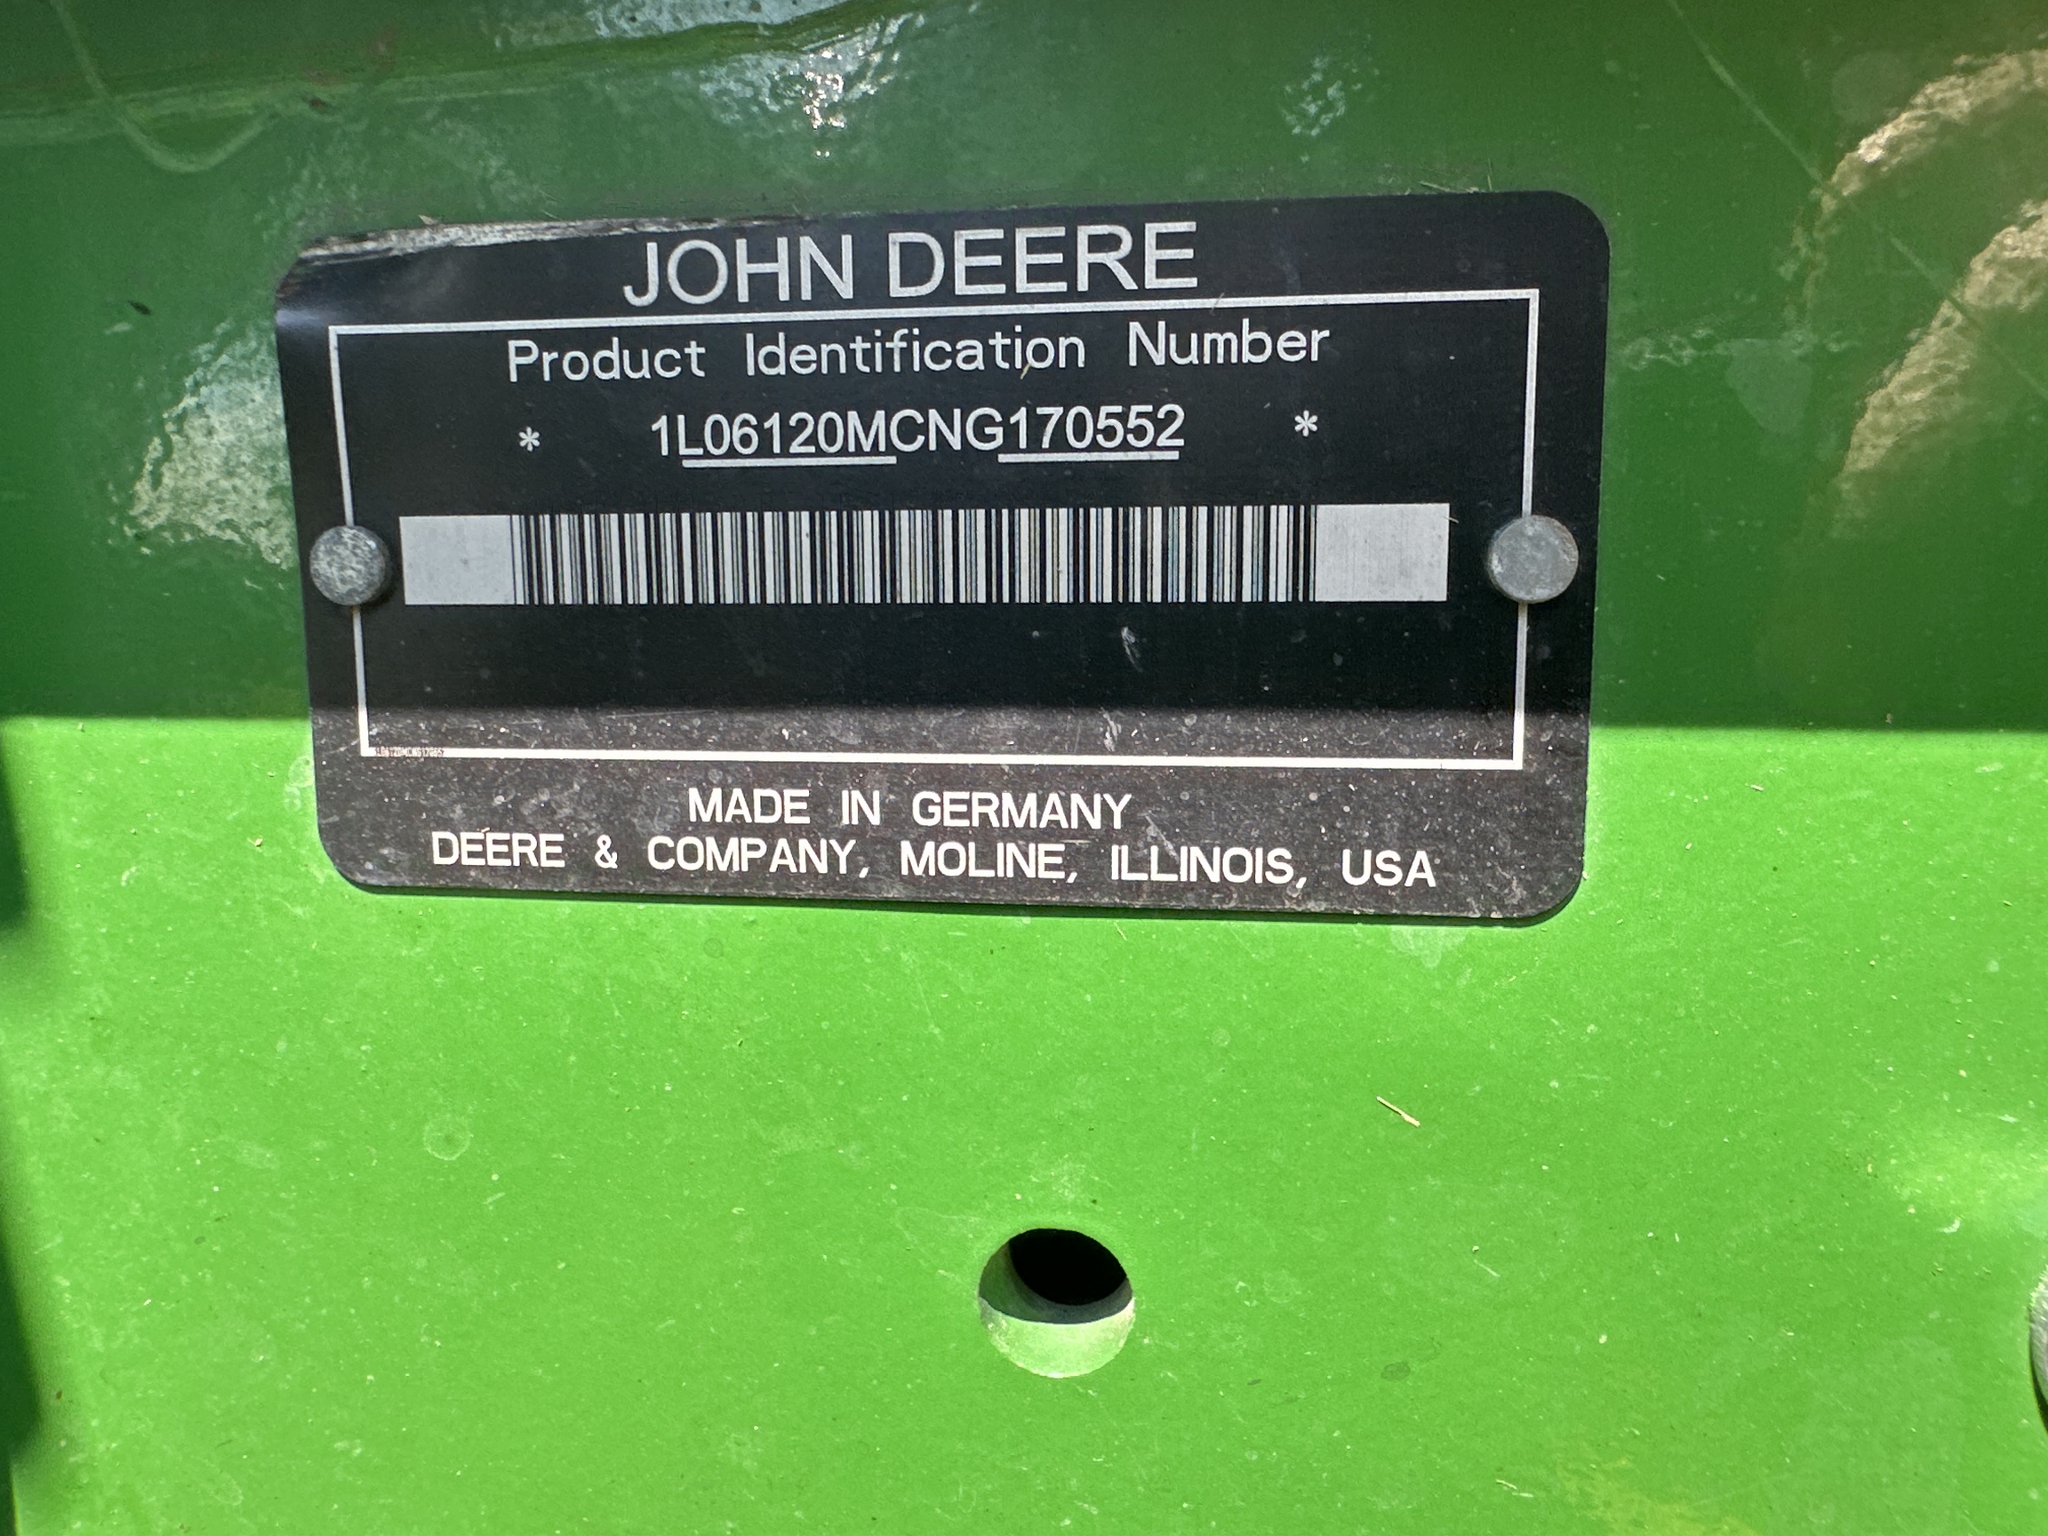 JOHN DEERE
Product Identification Number
* 1L06120MCNG170552 *
MADE IN GERMANY
DEERE & COMPANY, MOLINE, ILLINOIS, USA